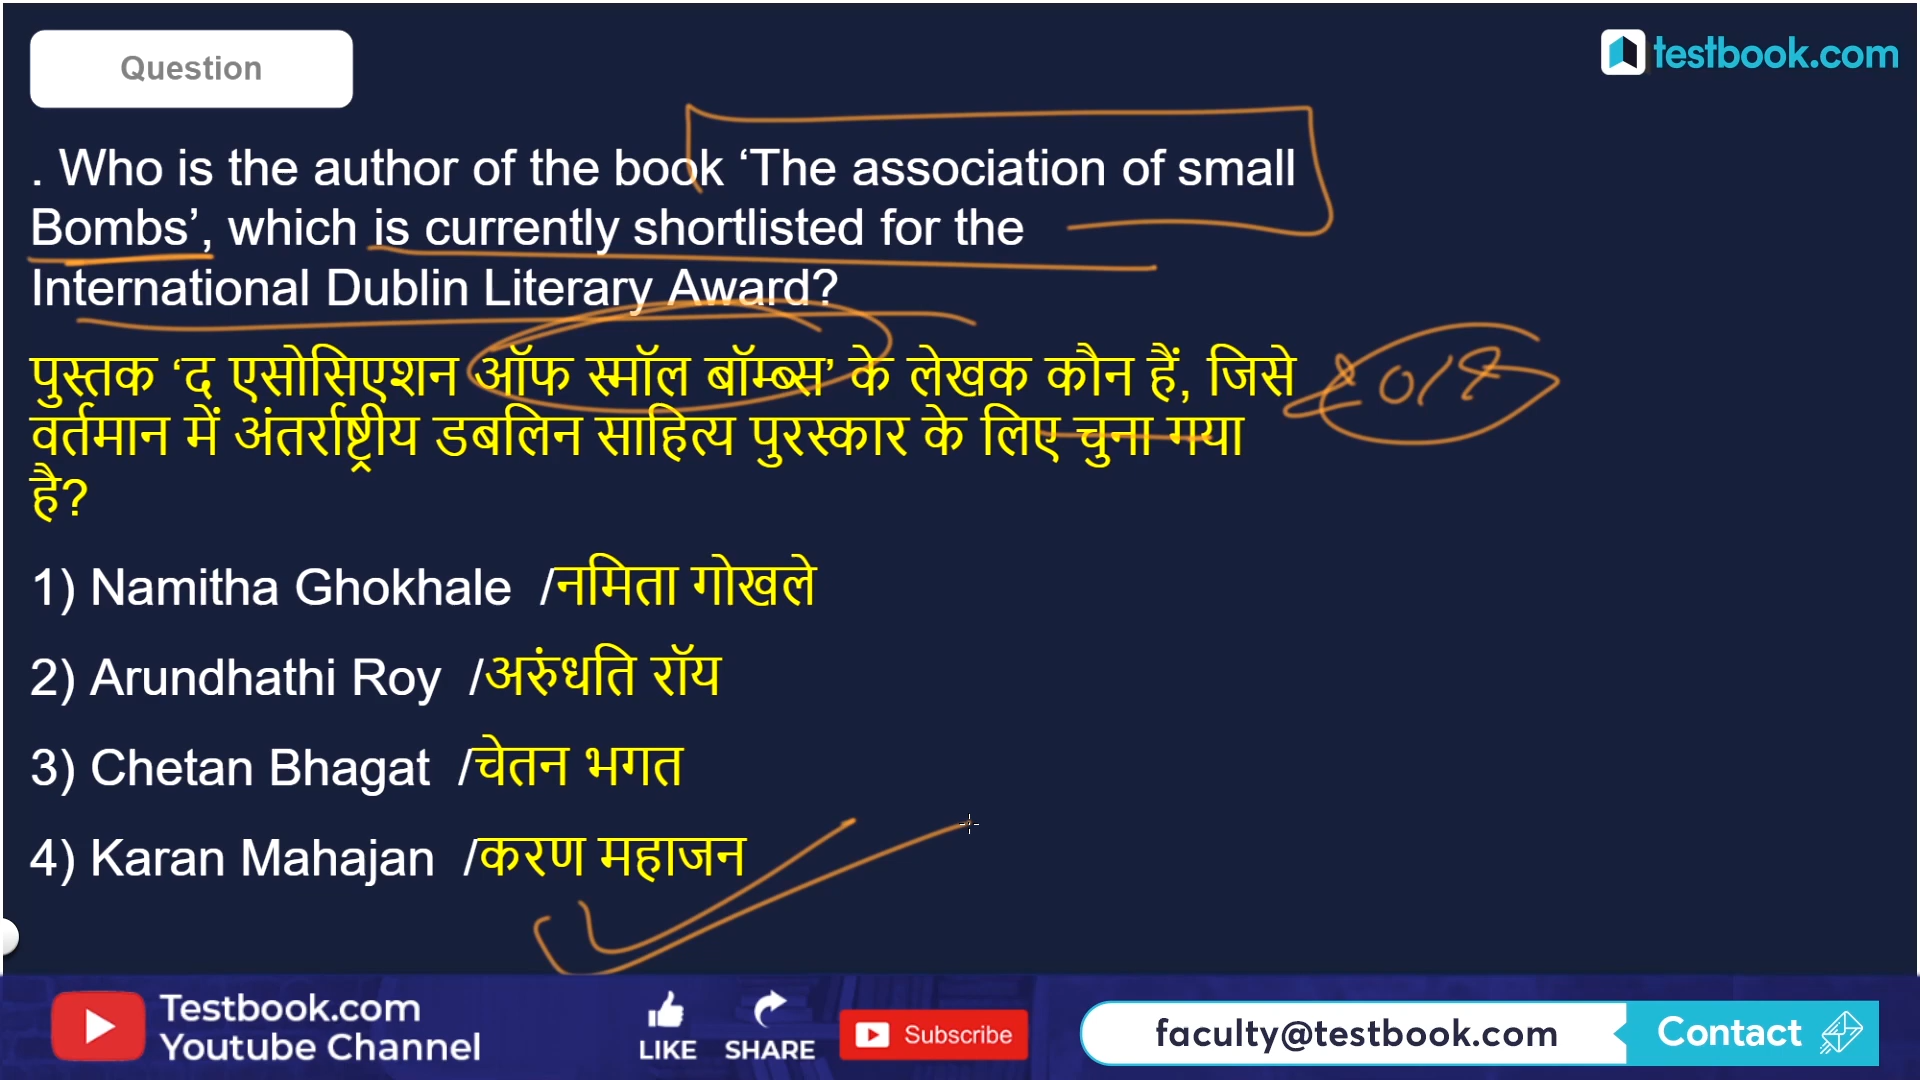 Question
testbook.com
. Who is the author of the book ‘The association of small
Bombs’, which is currently shortlisted for the
International Dublin Literary Award?
पुस्तक ‘द एसोसिएशन ऑफ स्मॉल बॉम्ब्स’ के लेखक कौन हैं, जिसे
वर्तमान में अंतर्राष्ट्रीय डबलिन साहित्य पुरस्कार के लिए चुना गया
है?
1) Namitha Ghokhale /नमिता गोखले
2) Arundhathi Roy /अरुंधति रॉय
3) Chetan Bhagat /चेतन भगत
4) Karan Mahajan /करण महाजन
Testbook.com
Youtube Channel
LIKE
SHARE
Subscribe
faculty@testbook.com
Contact